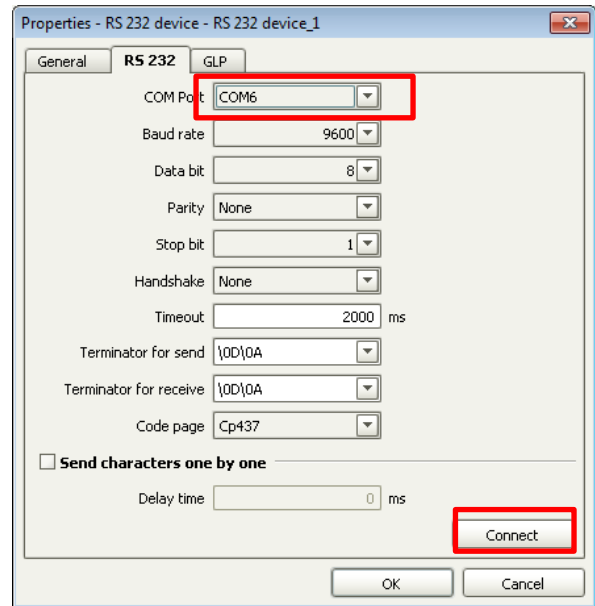 Properties - RS 232 device - RS 232 device_1
General RS 232 GLP
COM Port COM6
Baud rate 9600
Data bit 8
Parity None
Stop bit 1
Handshake None
Timeout 2000 ms
Terminator for send \0D\0A
Terminator for receive \0D\0A
Code page Cp437
Send characters one by one
Delay time 0 ms
Connect
OK Cancel